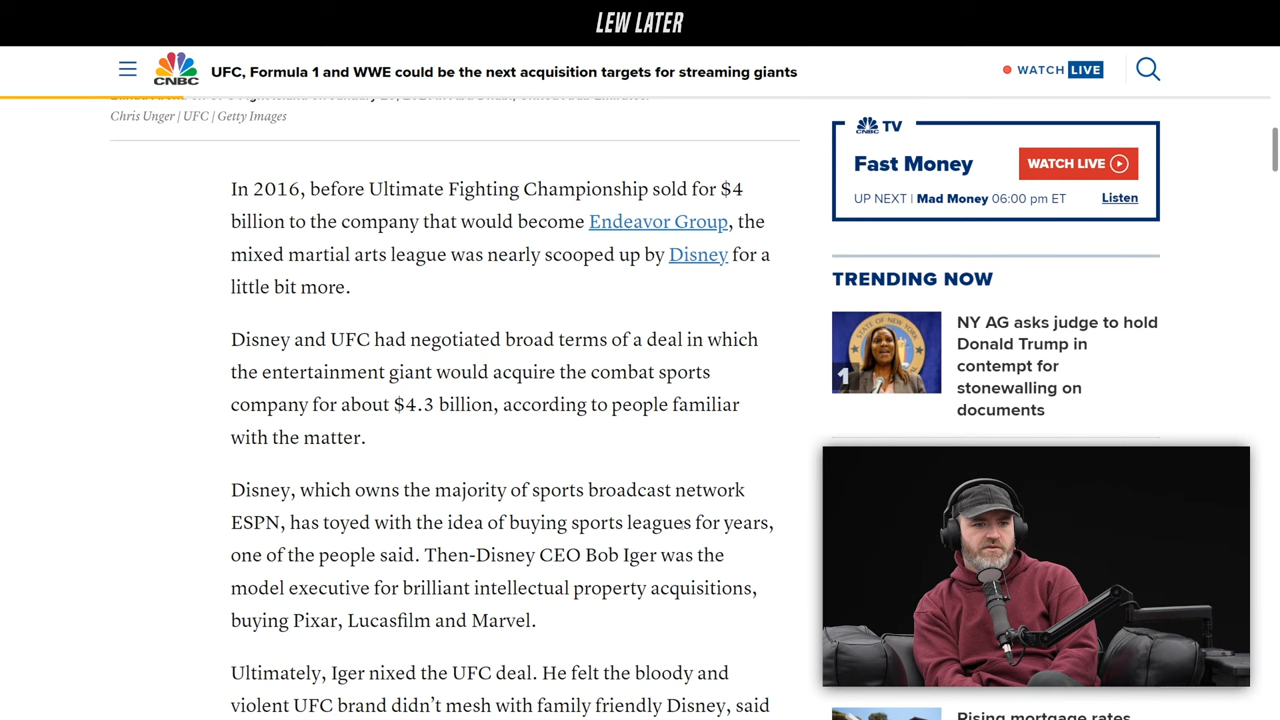 LEW LATER
CNBC
UFC, Formula 1 and WWE could be the next acquisition targets for streaming giants
WATCH LIVE
Chris Unger | UFC | Getty Images
In 2016, before Ultimate Fighting Championship sold for $4
billion to the company that would become Endeavor Group, the
mixed martial arts league was nearly scooped up by Disney for a
little bit more.
Disney and UFC had negotiated broad terms of a deal in which
the entertainment giant would acquire the combat sports
company for about $4.3 billion, according to people familiar
with the matter.
Disney, which owns the majority of sports broadcast network
ESPN, has toyed with the idea of buying sports leagues for years,
one of the people said. Then-Disney CEO Bob Iger was the
model executive for brilliant intellectual property acquisitions,
buying Pixar, Lucasfilm and Marvel.
Ultimately, Iger nixed the UFC deal. He felt the bloody and
violent UFC brand didn't mesh with family friendly Disney, said
CNBC TV
Fast Money
WATCH LIVE
UP NEXT | Mad Money 06:00 pm ET
Listen
TRENDING NOW
STATE OF NEW YORK
1
NY AG asks judge to hold
Donald Trump in
contempt for
stonewalling on
documents
Rising mortgage rates